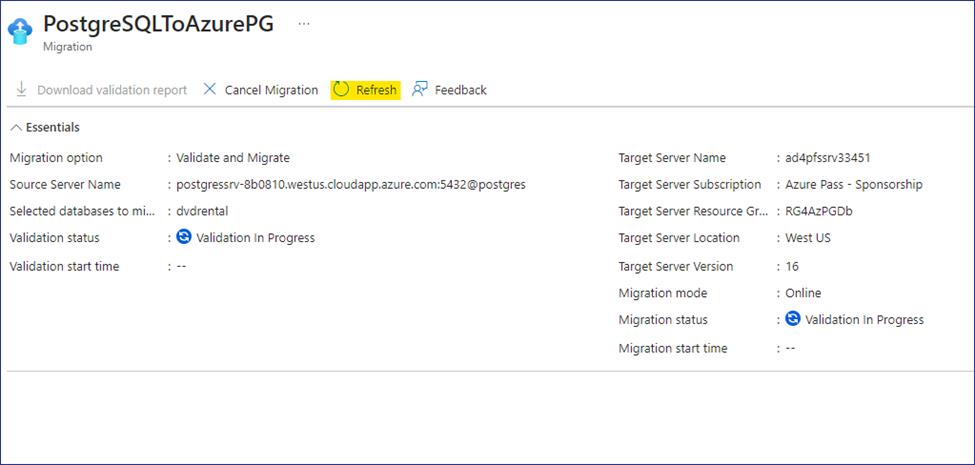 PostgreSQLToAzurePG ...
Migration
Download validation report Cancel Migration Refresh Feedback
Essentials
Migration option : Validate and Migrate
Source Server Name : postgressrv-8b0810.westus.cloudapp.azure.com:5432@postgres
Selected databases to mi... : dvdrental
Validation status : Validation In Progress
Validation start time : --
Target Server Name : ad4pfssrv33451
Target Server Subscription : Azure Pass - Sponsorship
Target Server Resource Gr... : RG4AzPGDb
Target Server Location : West US
Target Server Version : 16
Migration mode : Online
Migration status : Validation In Progress
Migration start time : --